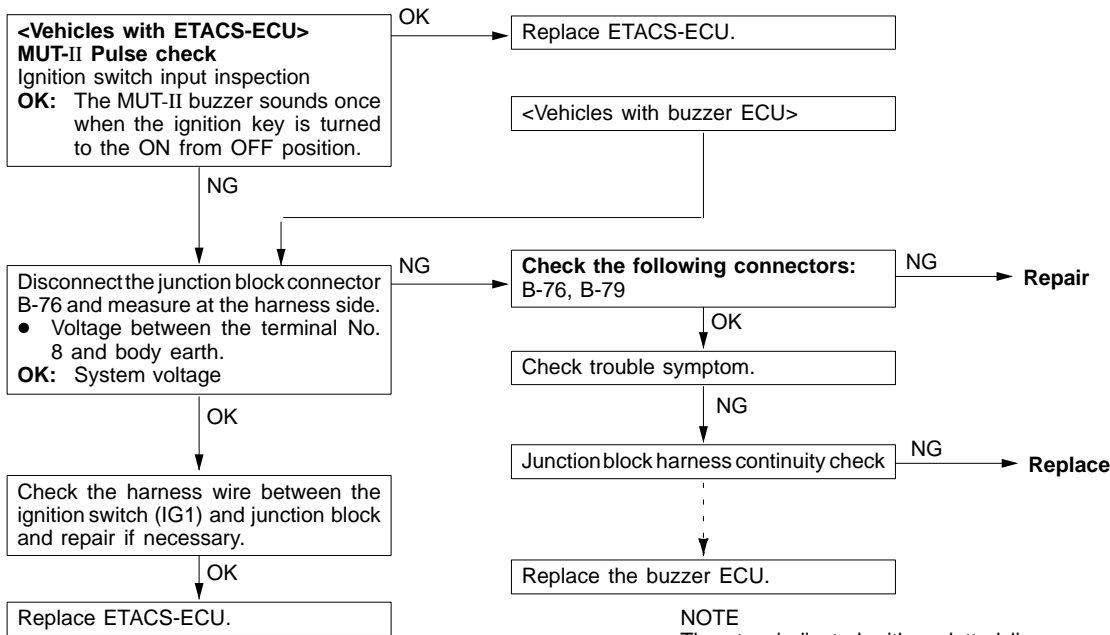 <Vehicles with ETACS-ECU>
MUT-II Pulse check
Ignition switch input inspection
OK: The MUT-II buzzer sounds once
when the ignition key is turned
to the ON from OFF position.
OK
Replace ETACS-ECU.
<Vehicles with buzzer ECU>
NG
Disconnect the junction block connector
B-76 and measure at the harness side.
● Voltage between the terminal No.
8 and body earth.
OK: System voltage
NG
Check the following connectors:
B-76, B-79
NG
Repair
OK
Check trouble symptom.
NG
Junction block harness continuity check
NG
Replace
Replace the buzzer ECU.
OK
Check the harness wire between the
ignition switch (IG1) and junction block
and repair if necessary.
OK
Replace ETACS-ECU.
NOTE